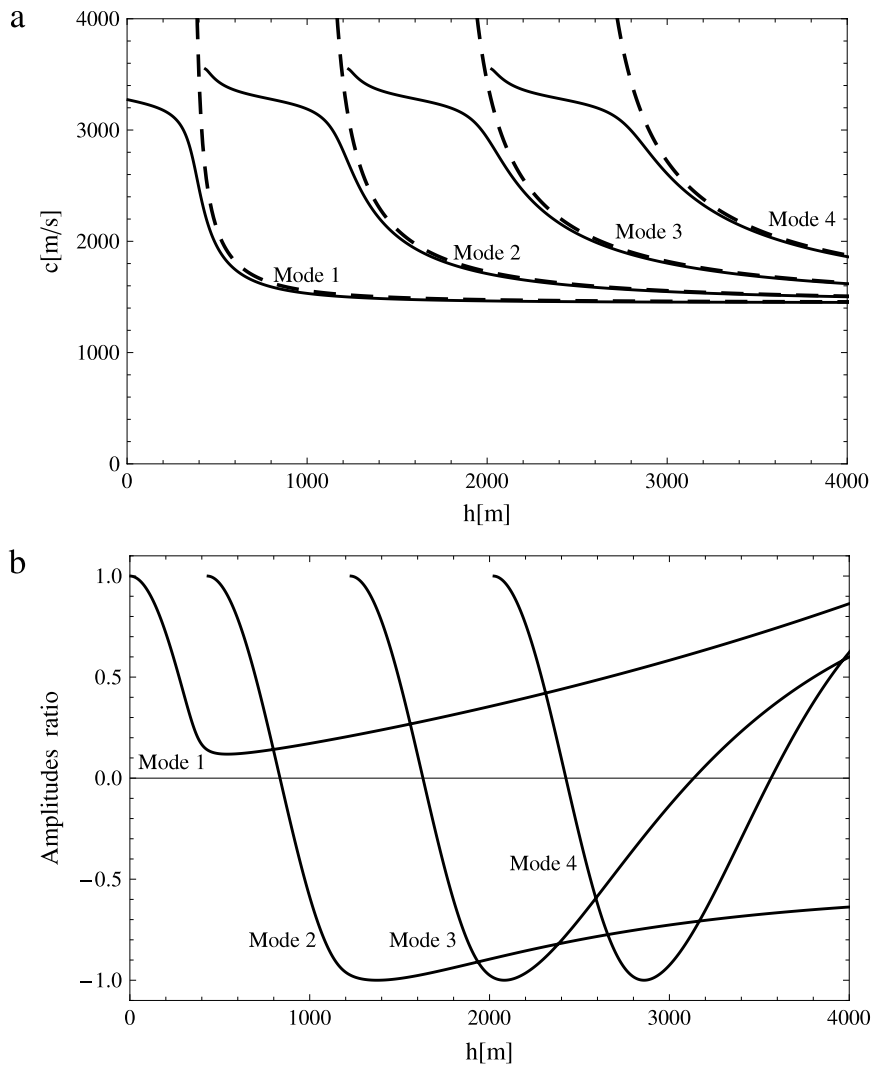 a
4000
3000
2000
1000
0
c[m/s]
Mode 1
Mode 2
Mode 3
Mode 4
0 1000 2000 3000 4000
h[m]
b
1.0
0.5
0.0
−0.5
−1.0
Amplitudes ratio
Mode 1
Mode 4
Mode 2
Mode 3
0 1000 2000 3000 4000
h[m]